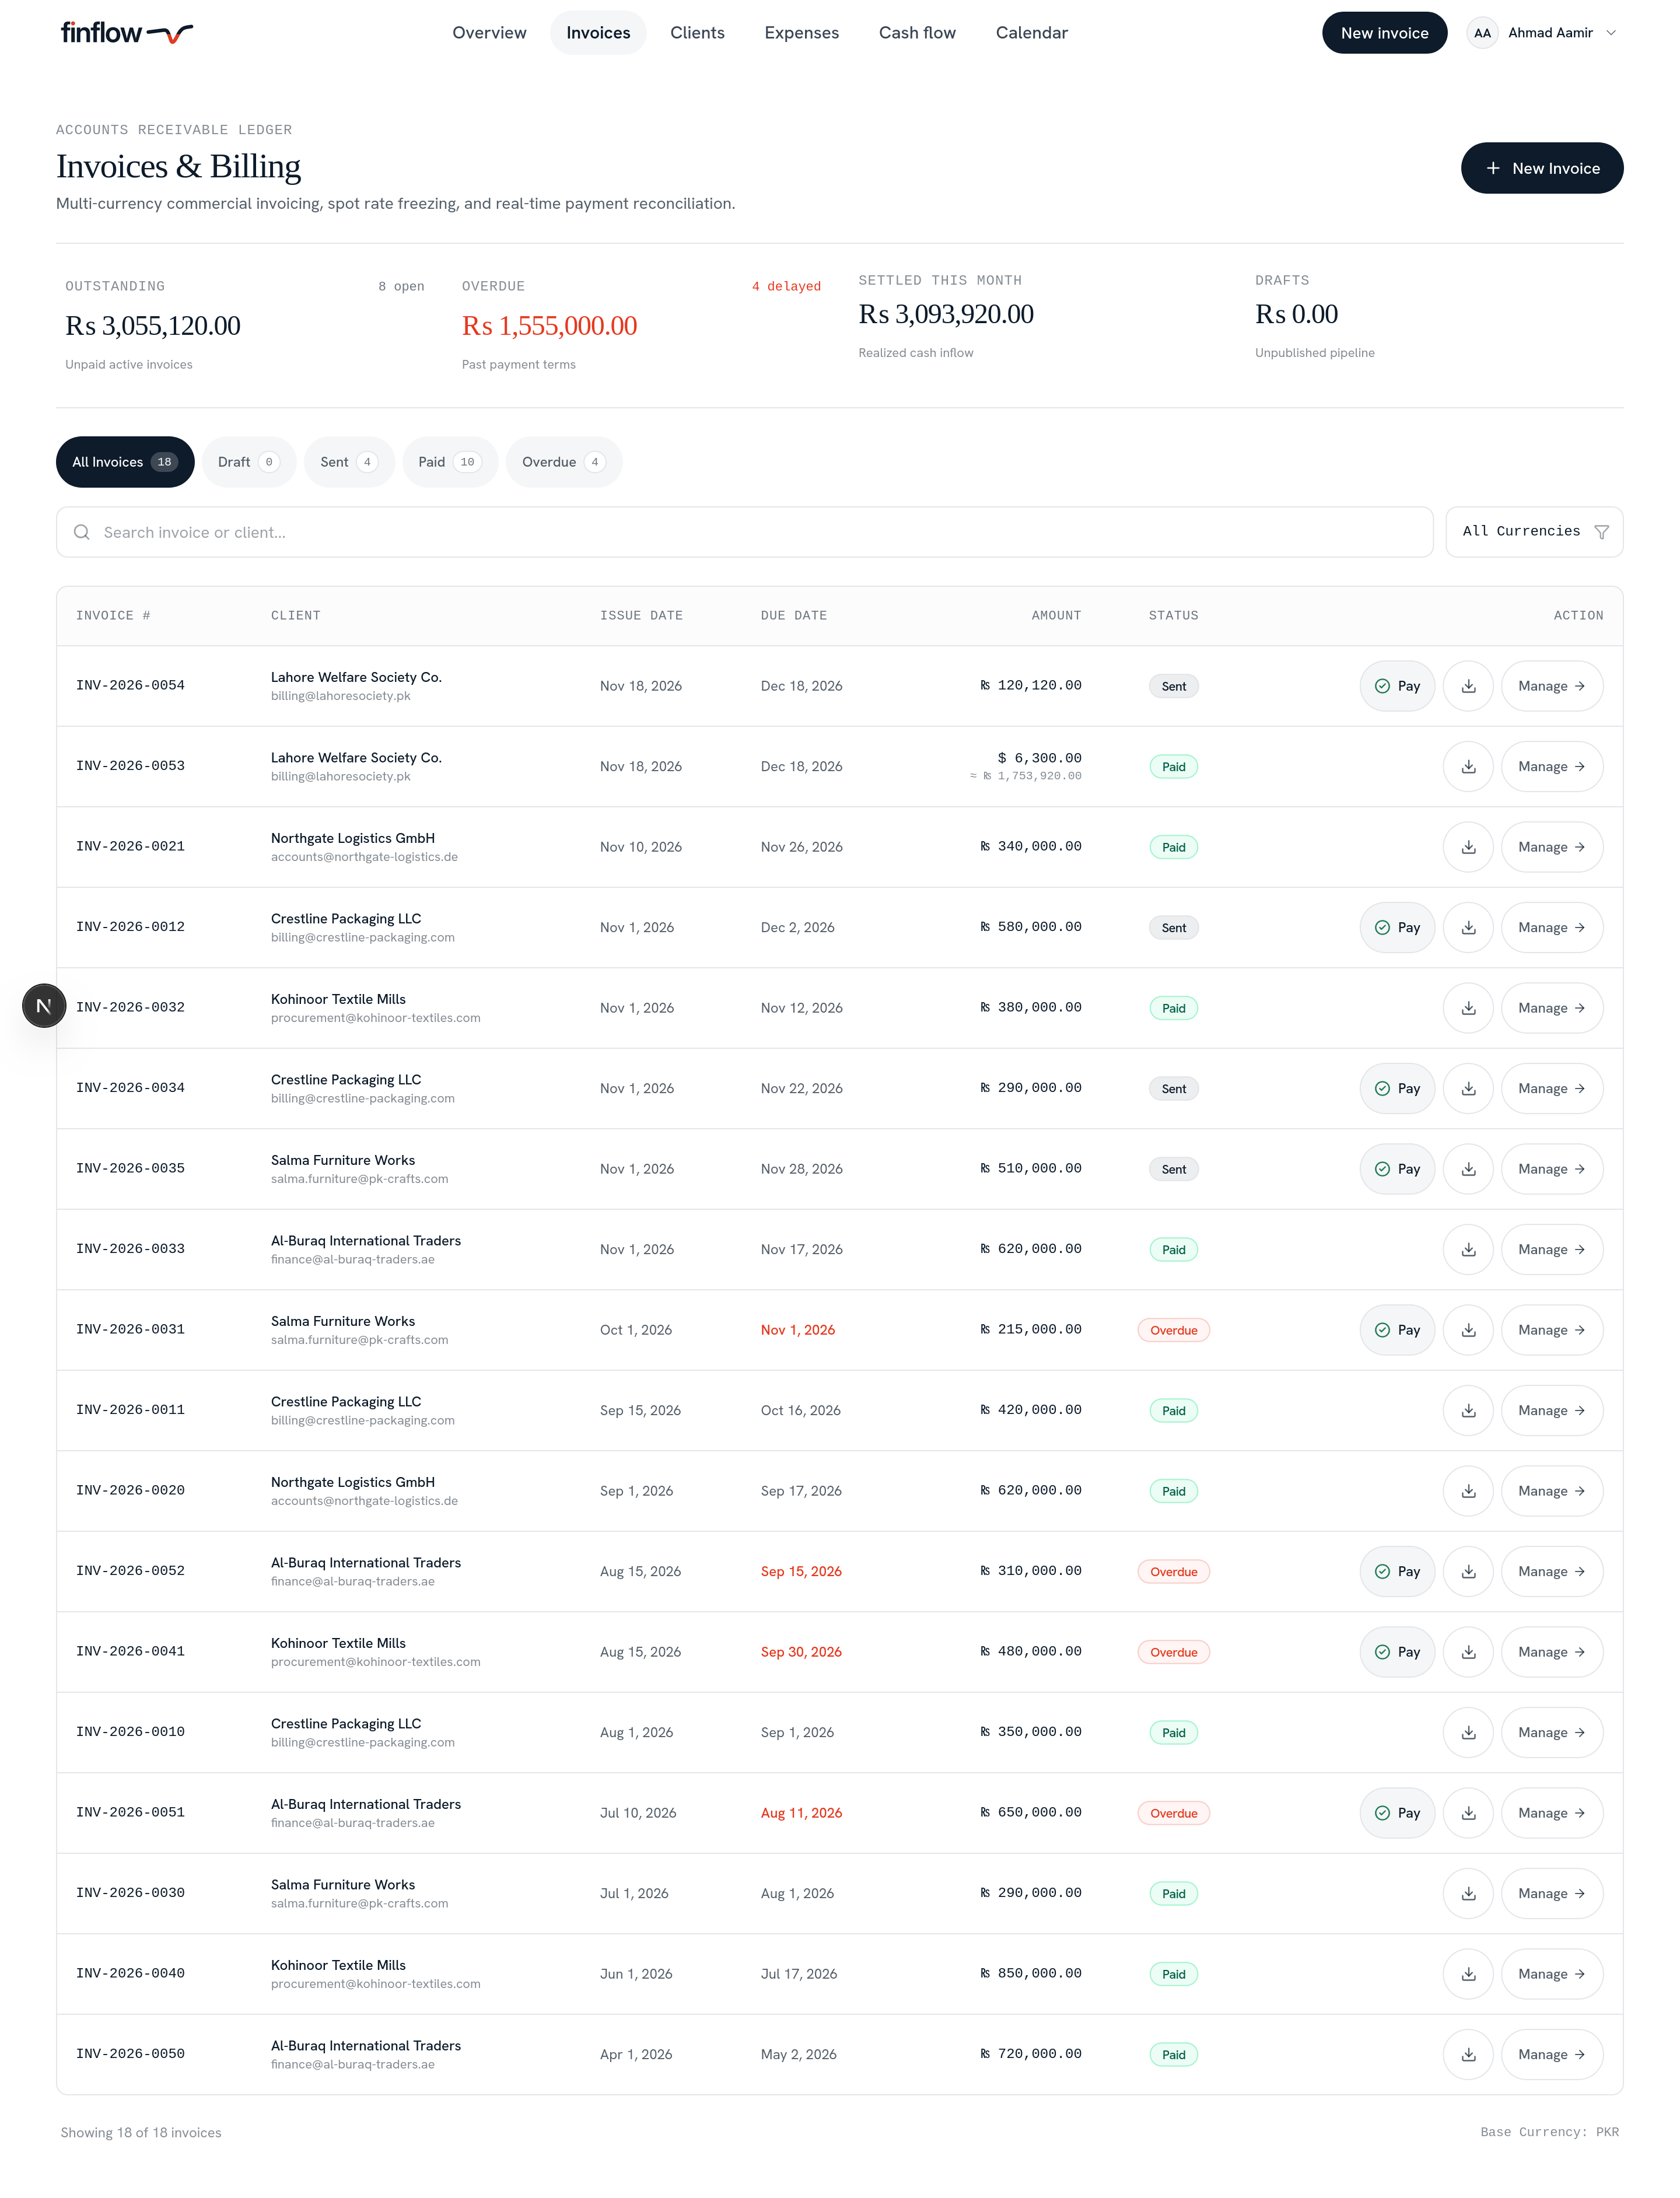 finflow
Overview Invoices Clients Expenses Cash flow Calendar New invoice AA Ahmad Aamir
ACCOUNTS RECEIVABLE LEDGER
Invoices & Billing
New Invoice
Multi-currency commercial invoicing, spot rate freezing, and real-time payment reconciliation.
OUTSTANDING 8 open
Rs 3,055,120.00
Unpaid active invoices
OVERDUE 4 delayed
Rs 1,555,000.00
Past payment terms
SETTLED THIS MONTH
Rs 3,093,920.00
Realized cash inflow
DRAFTS
Rs 0.00
Unpublished pipeline
All Invoices 18 Draft 0 Sent 4 Paid 10 Overdue 4
Search invoice or client...
All Currencies
INVOICE # CLIENT ISSUE DATE DUE DATE AMOUNT STATUS ACTION
INV-2026-0054 Lahore Welfare Society Co. Nov 18, 2026 Dec 18, 2026 ₨ 120,120.00 Sent Pay Manage →
billing@lahoresociety.pk
INV-2026-0053 Lahore Welfare Society Co. Nov 18, 2026 Dec 18, 2026 $ 6,300.00 Paid Manage →
billing@lahoresociety.pk ≈ ₨ 1,753,920.00
INV-2026-0021 Northgate Logistics GmbH Nov 10, 2026 Nov 26, 2026 ₨ 340,000.00 Paid Manage →
accounts@northgate-logistics.de
INV-2026-0012 Crestline Packaging LLC Nov 1, 2026 Dec 2, 2026 ₨ 580,000.00 Sent Pay Manage →
billing@crestline-packaging.com
N
INV-2026-0032 Kohinoor Textile Mills Nov 1, 2026 Nov 12, 2026 ₨ 380,000.00 Paid Manage →
procurement@kohinoor-textiles.com
INV-2026-0034 Crestline Packaging LLC Nov 1, 2026 Nov 22, 2026 ₨ 290,000.00 Sent Pay Manage →
billing@crestline-packaging.com
INV-2026-0035 Salma Furniture Works Nov 1, 2026 Nov 28, 2026 ₨ 510,000.00 Sent Pay Manage →
salma.furniture@pk-crafts.com
INV-2026-0033 Al-Buraq International Traders Nov 1, 2026 Nov 17, 2026 ₨ 620,000.00 Paid Manage →
finance@al-buraq-traders.ae
INV-2026-0031 Salma Furniture Works Oct 1, 2026 Nov 1, 2026 ₨ 215,000.00 Overdue Pay Manage →
salma.furniture@pk-crafts.com
INV-2026-0011 Crestline Packaging LLC Sep 15, 2026 Oct 16, 2026 ₨ 420,000.00 Paid Manage →
billing@crestline-packaging.com
INV-2026-0020 Northgate Logistics GmbH Sep 1, 2026 Sep 17, 2026 ₨ 620,000.00 Paid Manage →
accounts@northgate-logistics.de
INV-2026-0052 Al-Buraq International Traders Aug 15, 2026 Sep 15, 2026 ₨ 310,000.00 Overdue Pay Manage →
finance@al-buraq-traders.ae
INV-2026-0041 Kohinoor Textile Mills Aug 15, 2026 Sep 30, 2026 ₨ 480,000.00 Overdue Pay Manage →
procurement@kohinoor-textiles.com
INV-2026-0010 Crestline Packaging LLC Aug 1, 2026 Sep 1, 2026 ₨ 350,000.00 Paid Manage →
billing@crestline-packaging.com
INV-2026-0051 Al-Buraq International Traders Jul 10, 2026 Aug 11, 2026 ₨ 650,000.00 Overdue Pay Manage →
finance@al-buraq-traders.ae
INV-2026-0030 Salma Furniture Works Jul 1, 2026 Aug 1, 2026 ₨ 290,000.00 Paid Manage →
salma.furniture@pk-crafts.com
INV-2026-0040 Kohinoor Textile Mills Jun 1, 2026 Jul 17, 2026 ₨ 850,000.00 Paid Manage →
procurement@kohinoor-textiles.com
INV-2026-0050 Al-Buraq International Traders Apr 1, 2026 May 2, 2026 ₨ 720,000.00 Paid Manage →
finance@al-buraq-traders.ae
Showing 18 of 18 invoices Base Currency: PKR